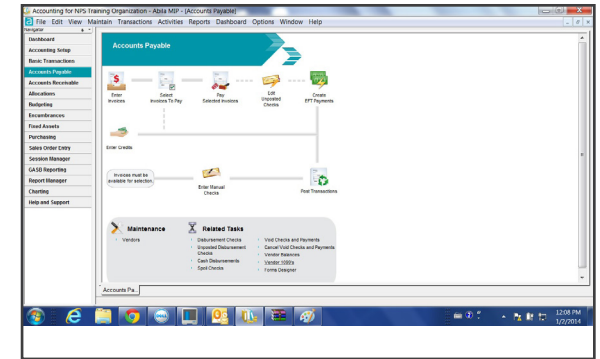 Accounting for NPS Training Organization - Abila MIP - [Accounts Payable]
File Edit View Maintain Transactions Activities Reports Dashboard Options Window Help
Navigator
Dashboard
Accounting Setup
Basic Transactions
Accounts Payable
Accounts Receivable
Allocations
Budgeting
Encumbrances
Fixed Assets
Purchasing
Sales Order Entry
Session Manager
GASB Reporting
Report Manager
Charting
Help and Support
Accounts Payable
Enter Invoices
Select Invoices To Pay
Pay Selected Invoices
Edit Unposted Checks
Create EFT Payments
Enter Credits
Invoices must be available for selection.
Enter Manual Checks
Post Transactions
Maintenance
Vendors
Related Tasks
Disbursement Checks
Unposted Disbursement Checks
Cash Disbursements
Spoil Checks
Void Checks and Payments
Cancel Void Checks and Payments
Vendor Balances
Vendor 1099's
Forms Designer
Accounts Pa...
12:08 PM
1/2/2014